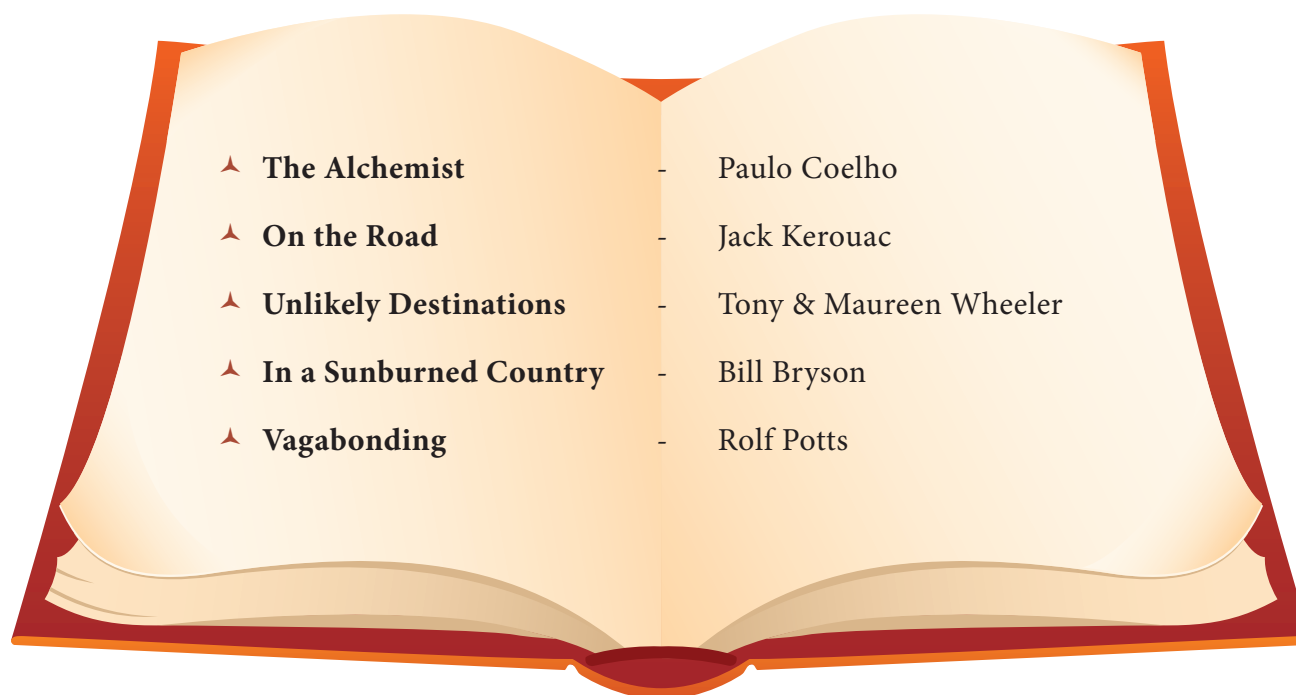 The Alchemist - Paulo Coelho
On the Road - Jack Kerouac
Unlikely Destinations - Tony & Maureen Wheeler
In a Sunburned Country - Bill Bryson
Vagabonding - Rolf Potts